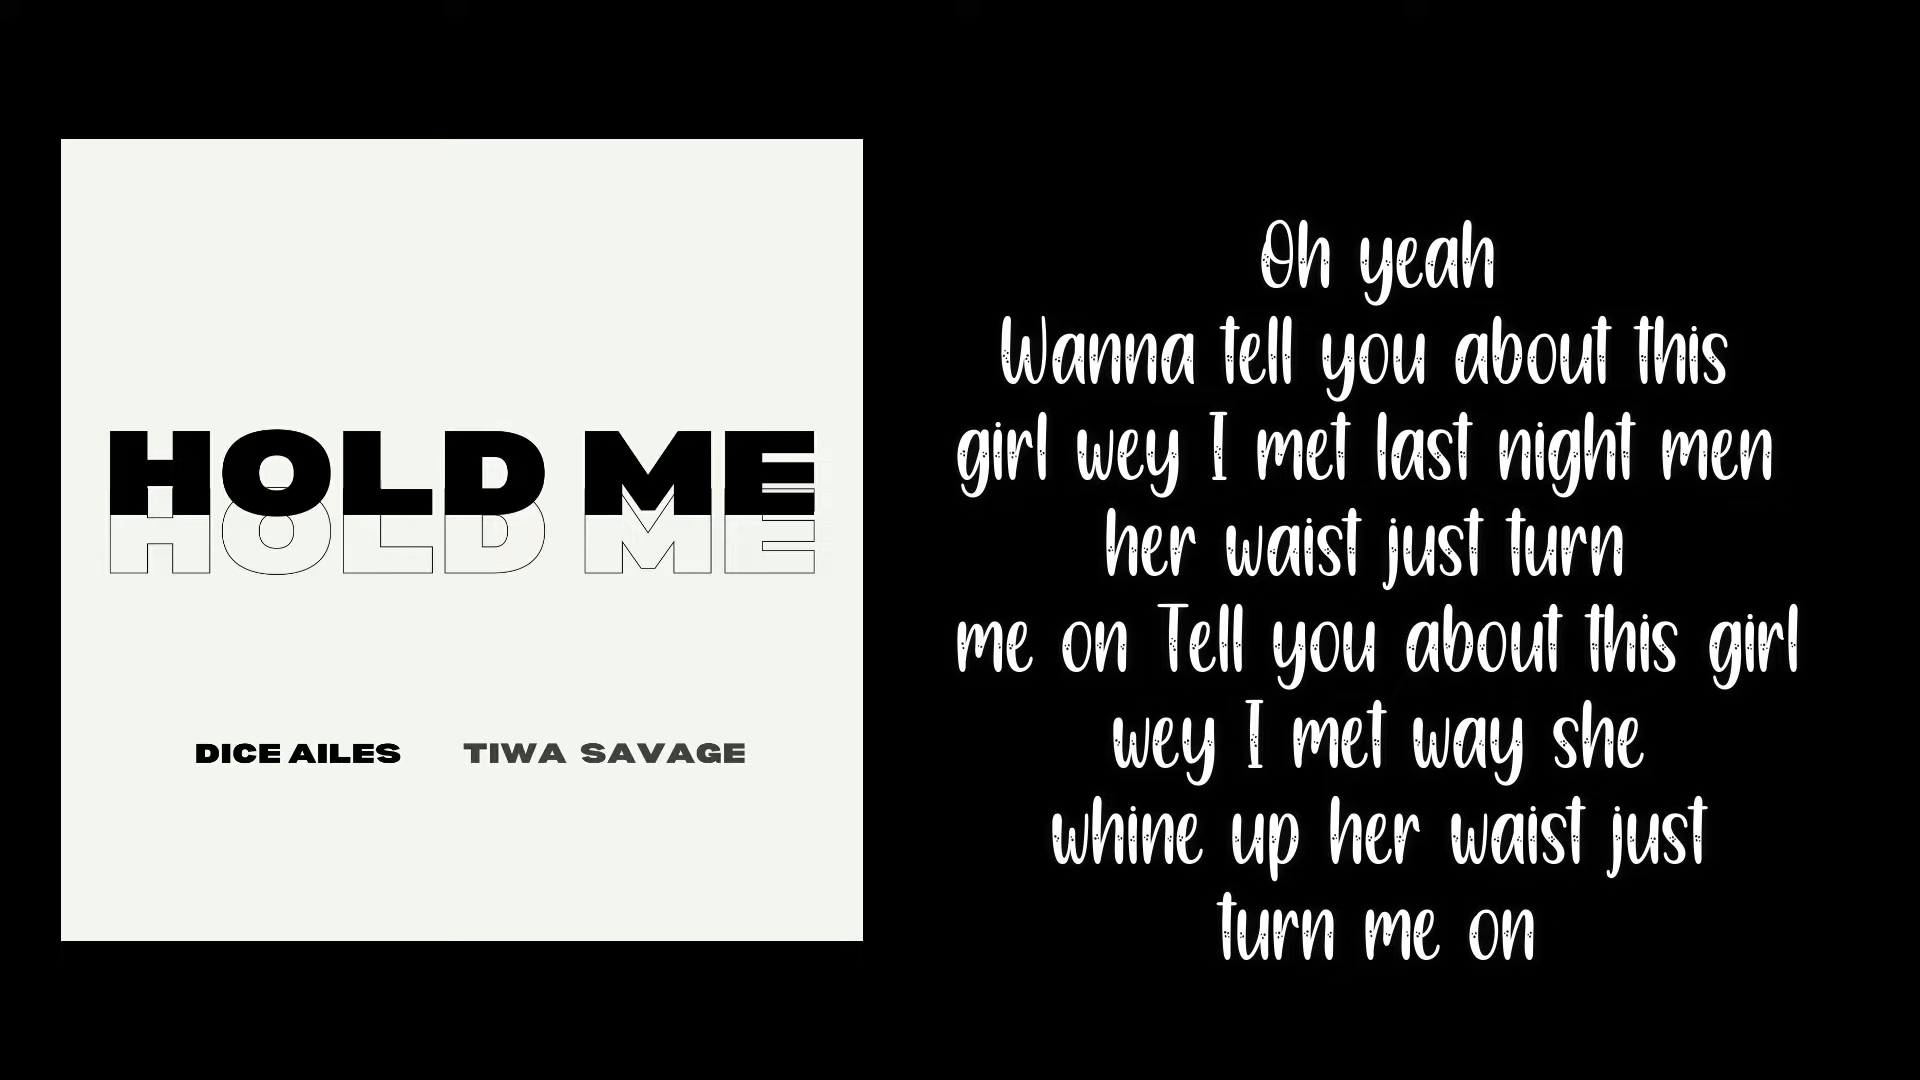 HOLD ME
HOLD ME
DICE AILES TIWA SAVAGE
Oh yeah
Wanna tell you about this
girl wey I met last night men
her waist just turn
me on Tell you about this girl
wey I met way she
whine up her waist just
turn me on